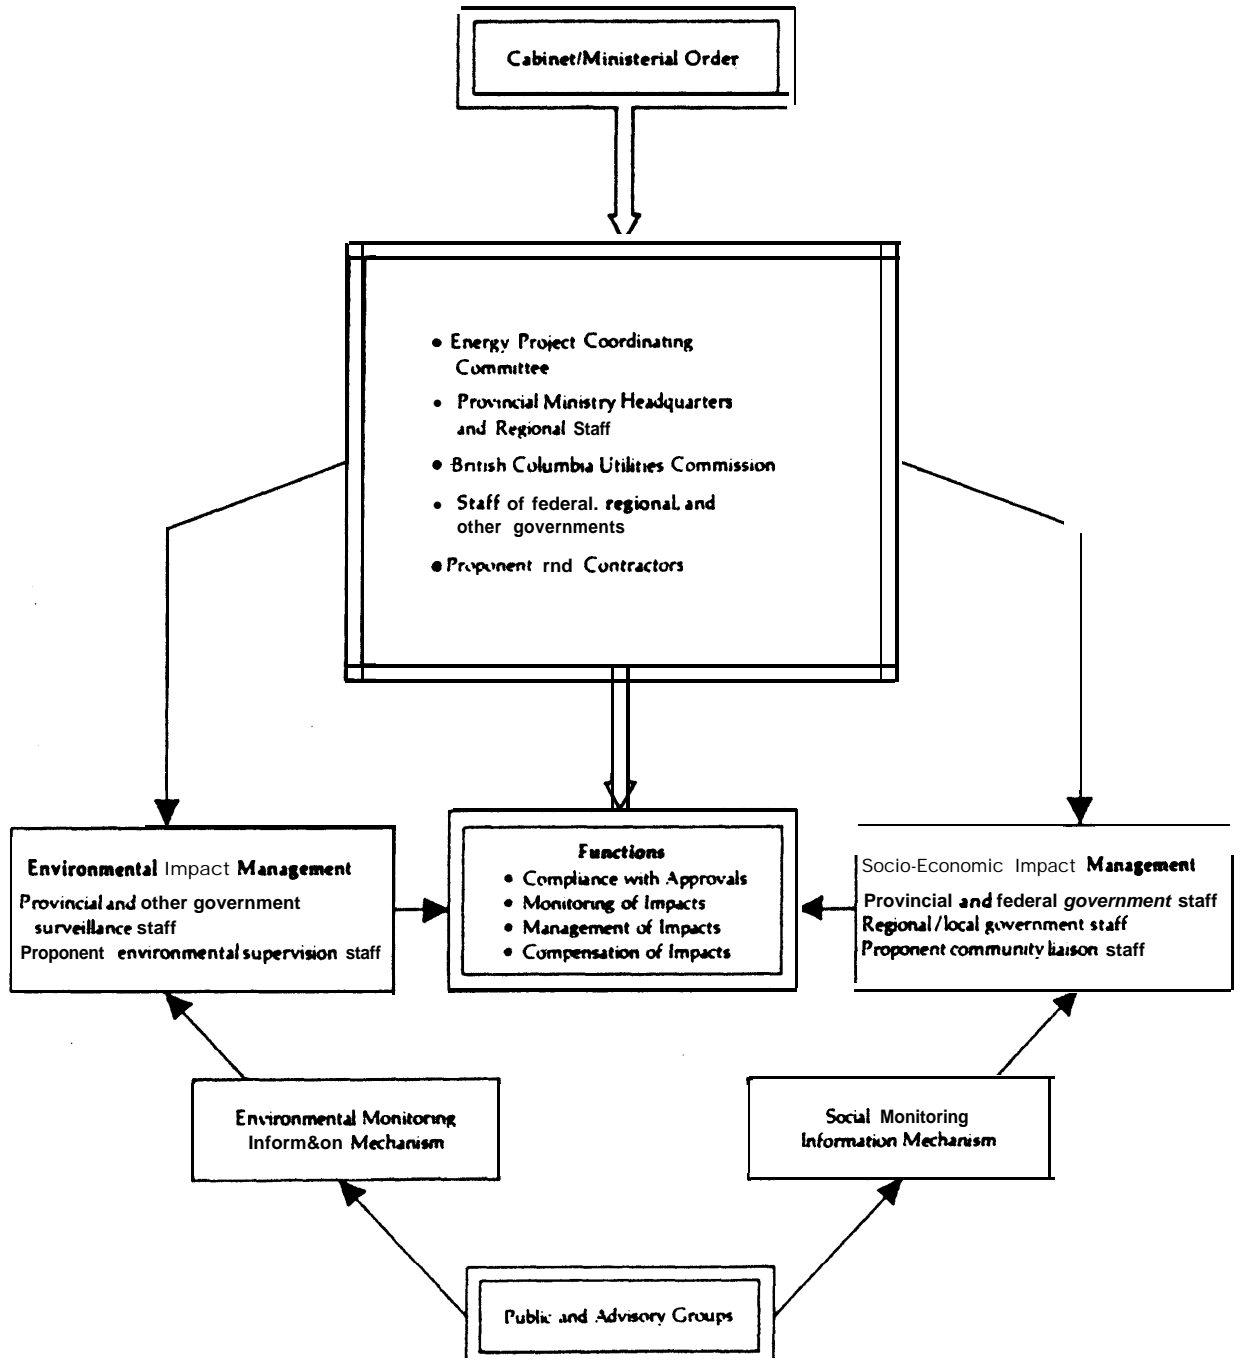 Cabinet/Ministerial Order
● Energy Project Coordinating
Committee
• Provincial Ministry Headquarters
and Regional Staff
● British Columbia Utilities Commission
• Staff of federal. regional. and
other governments
● Proponent rnd Contractors
Environmental Impact Management
Provincial and other government
surveillance staff
Proponent environmental supervision staff
Functions
• Compliance with Approvals
• Monitoring of Impacts
• Management of Impacts
• Compensation of Impacts
Socio-Economic Impact Management
Provincial and federal government staff
Regional/local government staff
Proponent community liaison staff
Environmental Monitoring
Inform&on Mechanism
Social Monitoring
Information Mechanism
Public and Advisory Groups